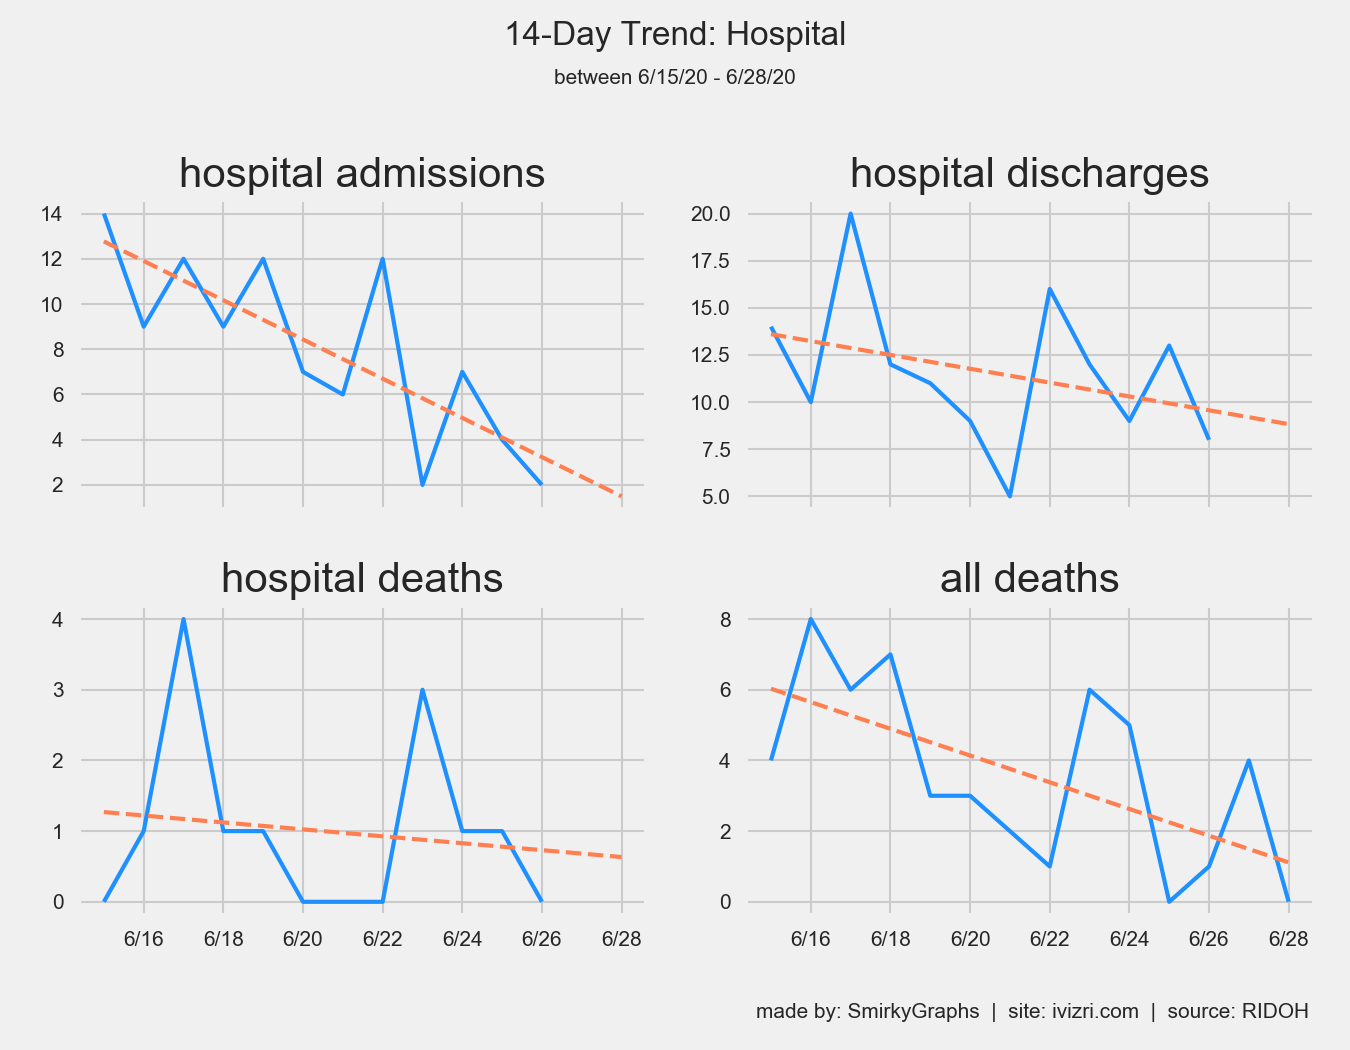 14-Day Trend: Hospital
between 6/15/20 - 6/28/20
hospital admissions
14
12
10
8
6
4
2
hospital discharges
20.0
17.5
15.0
12.5
10.0
7.5
5.0
hospital deaths
4
3
2
1
0
6/16 6/18 6/20 6/22 6/24 6/26 6/28
all deaths
8
6
4
2
0
6/16 6/18 6/20 6/22 6/24 6/26 6/28
made by: SmirkyGraphs | site: ivizri.com | source: RIDOH